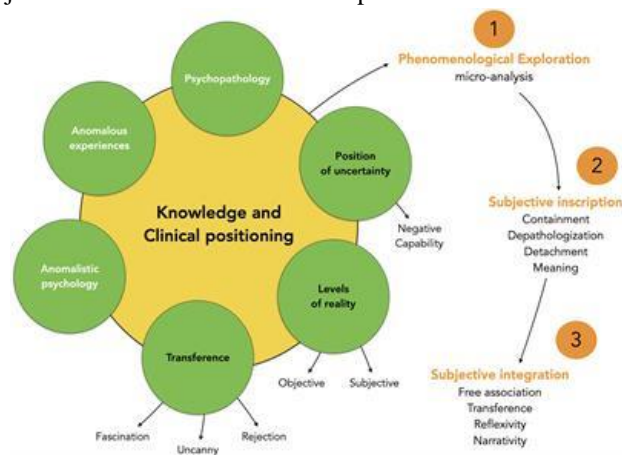 1
Phenomenological Exploration
micro-analysis
Psychopathology
Anomalous
experiences
Position
of uncertainty
2
Subjective inscription
Containment
Depathologization
Detachment
Meaning
Knowledge and
Clinical positioning
Negative
Capability
Anomalistic
psychology
Levels
of reality
Transference
Objective
Subjective
3
Subjective integration
Free association
Transference
Reflexivity
Narrativity
Fascination
Uncanny
Rejection